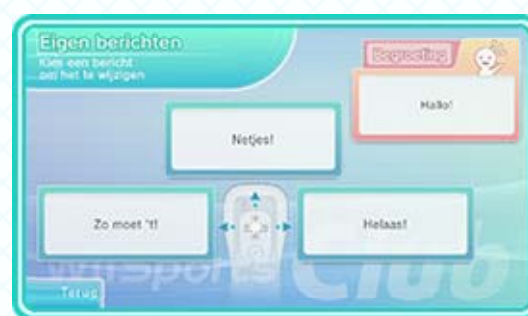 Eigen berichten
Kies een bericht
om het te wijzigen
Begroeting
Hallo!
Netjes!
Zo moet 't!
Helaas!
Wii Sports Club
Terug